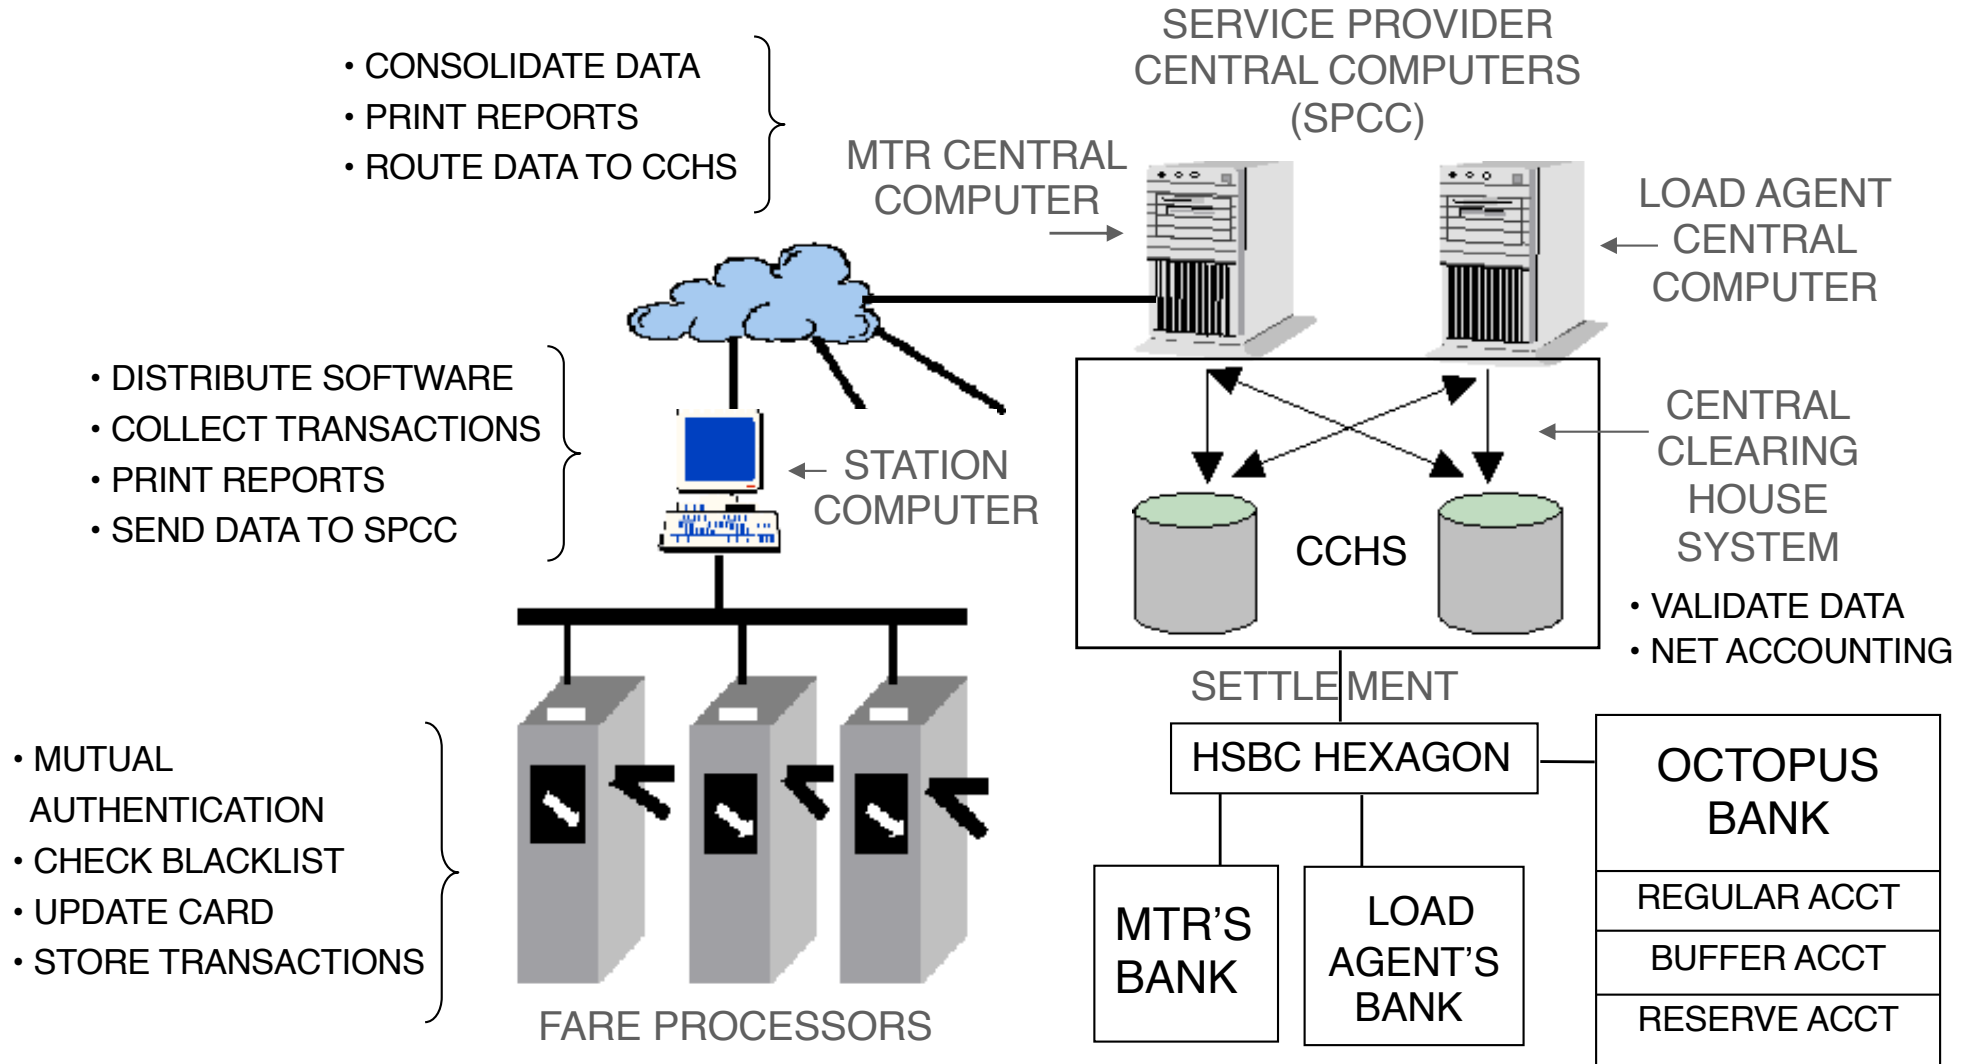 SERVICE PROVIDER
CENTRAL COMPUTERS
(SPCC)
• CONSOLIDATE DATA
• PRINT REPORTS
• ROUTE DATA TO CCHS
MTR CENTRAL
COMPUTER
LOAD AGENT
CENTRAL
COMPUTER
• DISTRIBUTE SOFTWARE
• COLLECT TRANSACTIONS
• PRINT REPORTS
• SEND DATA TO SPCC
STATION
COMPUTER
CENTRAL
CLEARING
HOUSE
SYSTEM
CCHS
• VALIDATE DATA
• NET ACCOUNTING
SETTLEMENT
• MUTUAL
AUTHENTICATION
• CHECK BLACKLIST
• UPDATE CARD
• STORE TRANSACTIONS
FARE PROCESSORS
HSBC HEXAGON
OCTOPUS
BANK
REGULAR ACCT
BUFFER ACCT
RESERVE ACCT
MTR'S
BANK
LOAD
AGENT'S
BANK